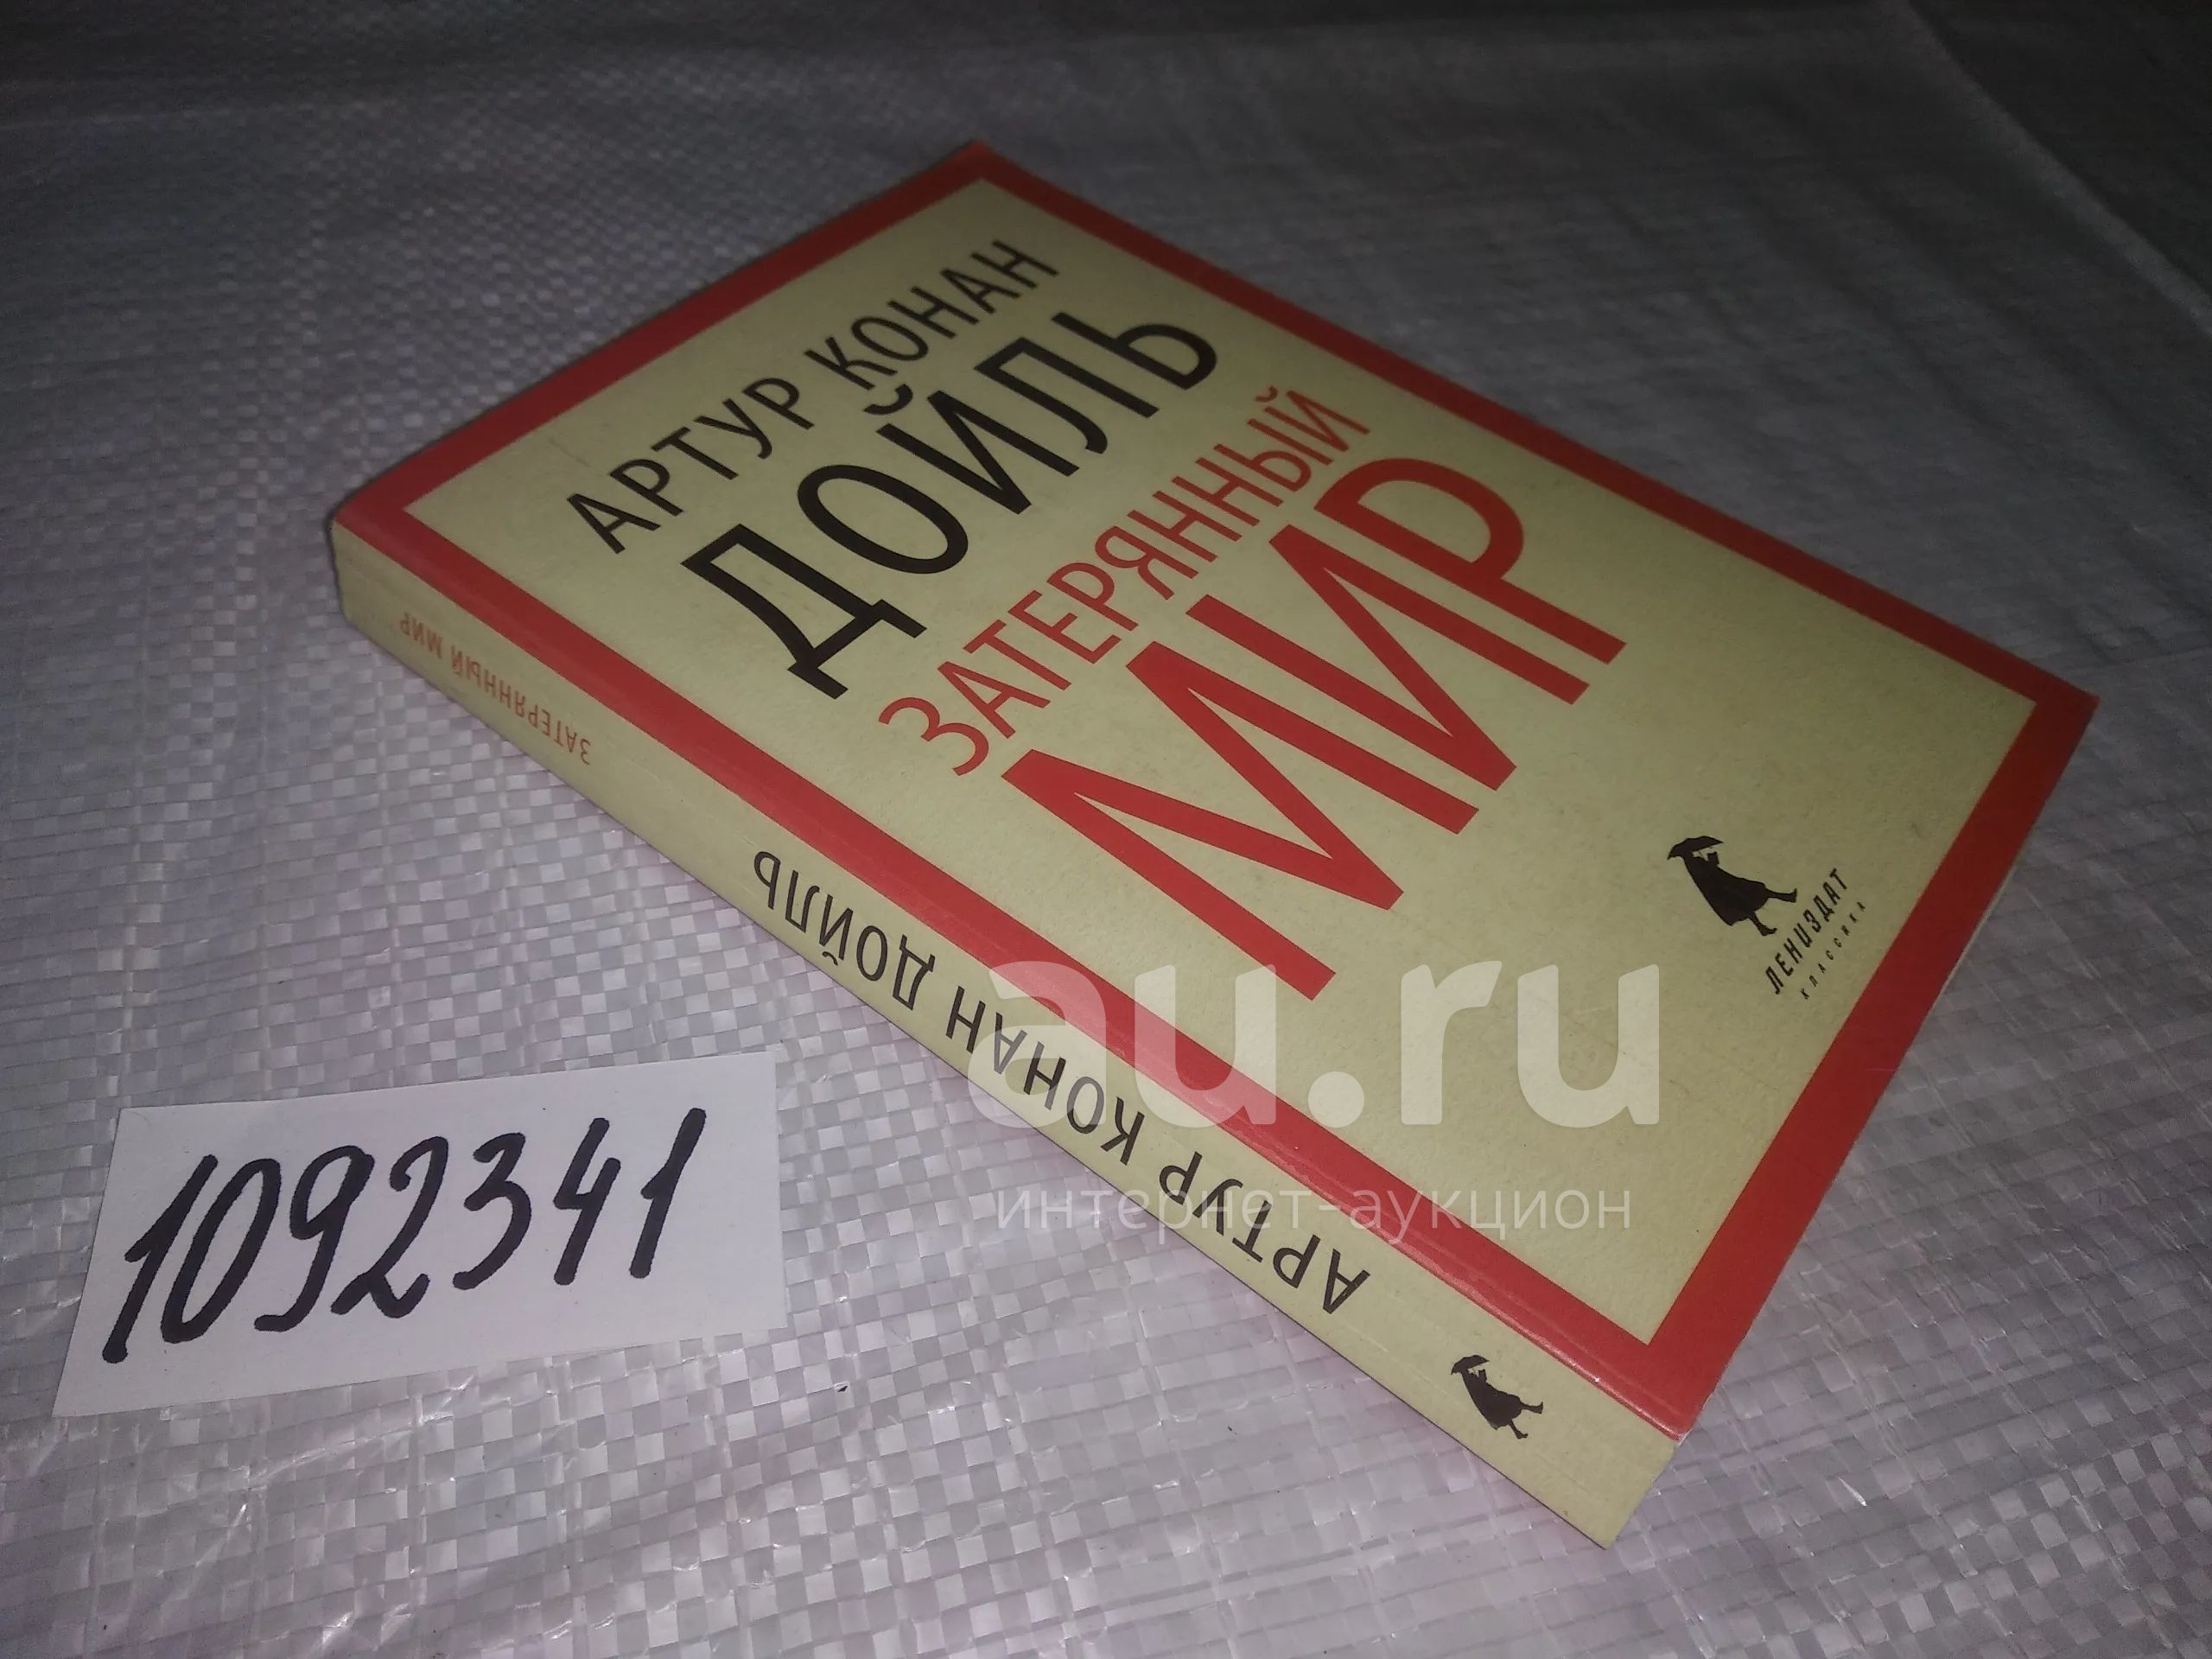 АРТУР КОНАН
ДОЙЛЬ
ЗАТЕРЯННЫЙ
МИР
ЛЕНИЗДАТ
КЛАССИКА
АРТУР КОНАН ДОЙЛЬ
ЗАТЕРЯННЫЙ МИР
1092341
au.ru
интернет-аукцион